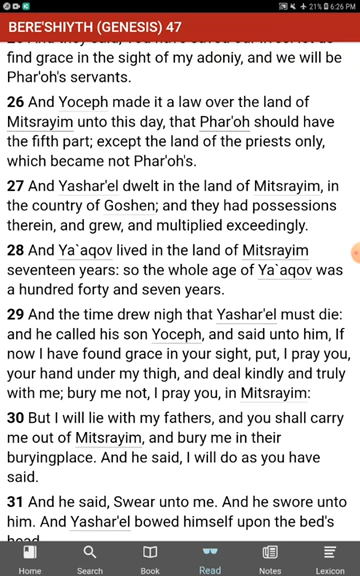 21% 6:26 PM
BERE'SHIYTH (GENESIS) 47
find grace in the sight of my adoniy, and we will be
Phar'oh's servants.
26 And Yoceph made it a law over the land of
Mitsrayim unto this day, that Phar'oh should have
the fifth part; except the land of the priests only,
which became not Phar'oh's.
27 And Yashar'el dwelt in the land of Mitsrayim, in
the country of Goshen; and they had possessions
therein, and grew, and multiplied exceedingly.
28 And Ya`aqov lived in the land of Mitsrayim
seventeen years: so the whole age of Ya`aqov was
a hundred forty and seven years.
29 And the time drew nigh that Yashar'el must die:
and he called his son Yoceph, and said unto him, If
now I have found grace in your sight, put, I pray you,
your hand under my thigh, and deal kindly and truly
with me; bury me not, I pray you, in Mitsrayim:
30 But I will lie with my fathers, and you shall carry
me out of Mitsrayim, and bury me in their
buryingplace. And he said, I will do as you have
said.
31 And he said, Swear unto me. And he swore unto
him. And Yashar'el bowed himself upon the bed's
head.
Home Search Book Read Notes Lexicon